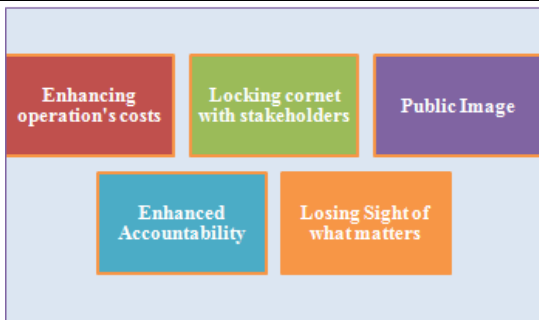 Enhancing
operation's costs
Locking cornet
with stakeholders
Public Image
Enhanced
Accountability
Losing Sight of
what matters